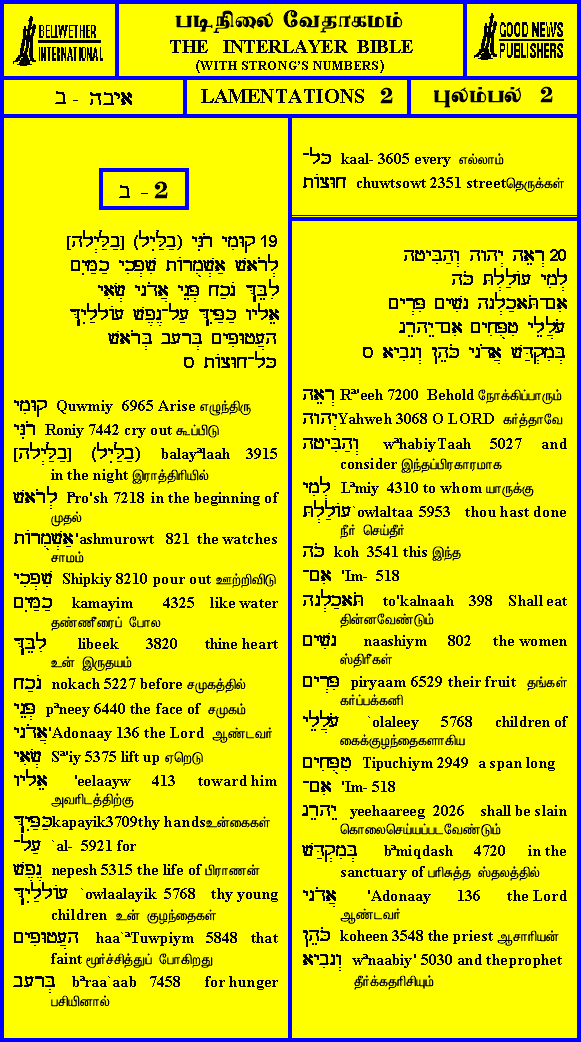 BELLWETHER
INTERNATIONAL
படிநிலை வேதாகமம்
THE INTERLAYER BIBLE
(WITH STRONG'S NUMBERS)
GOOD NEWS
PUBLISHERS
איכה - ב
LAMENTATIONS 2
புலம்பல் 2
ב - 2
19 קוּמִי רֹנִּי (בַלַּיִל) [בַלַּיְלָה]
לְרֹאשׁ אַשְׁמֻרוֹת שִׁפְכִי כַמַּיִם
לִבֵּךְ נֹכַח פְּנֵי אֲדֹנָי שְׂאִי
אֵלָיו כַּפַּיִךְ עַל־נֶפֶשׁ עוֹלָלַיִךְ
הָעֲטוּפִים בְּרָעָב בְּרֹאשׁ
כָּל־חוּצוֹת ס
קוּמִי Quwmiy 6965 Arise எழுந்திரு
רֹנִּי Roniy 7442 cry out கூப்பிடு
[בַלַּיְלָה] (בַלַּיִל) balayªlaah 3915
in the night இராத்திரியில்
לְרֹאשׁ l²ro'sh 7218 in the beginning of
முதல்
אַשְׁמֻרוֹת 'ashmurowt 821 the watches
சாமம்
שִׁפְכִי Shipkiy 8210 pour out ஊற்றிவிடு
כַמַּיִם kamayim 4325 like water
தண்ணீரைப் போல
לִבֵּךְ libeek 3820 thine heart
உன் இருதயம்
נֹכַח nokach 5227 before சமுகத்தில்
פְּנֵי pªneey 6440 the face of சமுகம்
אֲדֹנָי 'Adonaay 136 the Lord ஆண்டவர்
שְׂאִי Sª'iy 5375 lift up ஏறெடு
אֵלָיו 'eelaayw 413 toward him
அவரிடத்திற்கு
כַּפַּיִךְ kapayik3709thy handsஉன்கைகள்
עַל־ `al- 5921 for
נֶפֶשׁ nepesh 5315 the life of பிராணன்
עוֹלָלַיִךְ `owlaalayik 5768 thy young
children உன் குழந்தைகள்
הָעֲטוּפִים haa`ªTuwpiym 5848 that
faint மூர்ச்சித்துப் போகிறது
בְּרָעָב bªraa`aab 7458 for hunger
பசியினால்
כָּל־ kaal- 3605 every எல்லாம்
חוּצוֹת chuwtsowt 2351 streetதெருக்கள்
20 רְאֵה יְהוָה וְהַבִּיטָה
לְמִי עוֹלַלְתָּ כֹּה
אִם־תֹּאכַלְנָה נָשִׁים פִּרְיָם
עֹלֲלֵי טִפֻּחִים אִם־יֵהָרֵג
בְּמִקְדַּשׁ אֲדֹנָי כֹּהֵן וְנָבִיא ס
רְאֵה Rª'eeh 7200 Behold நோக்கிப்பாரும்
יְהוָה Yahweh 3068 O LORD கர்த்தாவே
וְהַבִּיטָה wªhabiyTaah 5027 and
consider இந்தப்பிரகாரமாக
לְמִי Lªmiy 4310 to whom யாருக்கு
עוֹלַלְתָּ `owlaltaa 5953 thou hast done
நீர் செய்தீர்
כֹּה koh 3541 this இந்த
אִם־ 'Im- 518
תֹּאכַלְנָה to'kalnaah 398 Shall eat
தின்னவேண்டும்
נָשִׁים naashiym 802 the women
ஸ்திரீகள்
פִּרְיָם piryaam 6529 their fruit தங்கள்
கர்ப்பக்கனி
עֹלֲלֵי `olaleey 5768 children of
கைக்குழந்தைகளாகிய
טִפֻּחִים Tipuchiym 2949 a span long
אִם־ 'Im- 518
יֵהָרֵג yeehaareeg 2026 shall be slain
கொலைசெய்யப்படவேண்டும்
בְּמִקְדַּשׁ bªmiqdash 4720 in the
sanctuary of பரிசுத்த ஸ்தலத்தில்
אֲדֹנָי 'Adonaay 136 the Lord
ஆண்டவர்
כֹּהֵן koheen 3548 the priest ஆசாரியன்
וְנָבִיא wªnaabiy' 5030 and theprophet
தீர்க்கதரிசியும்